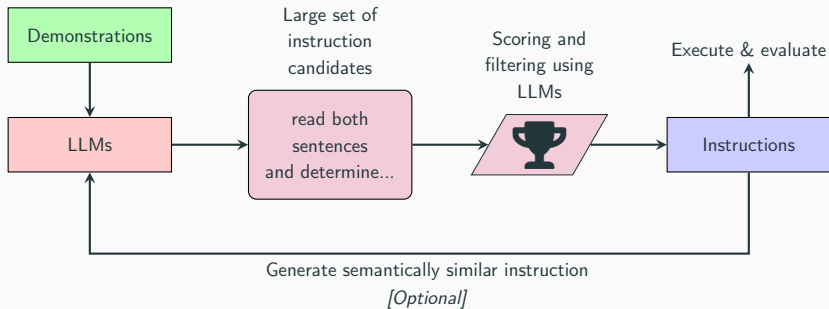 Demonstrations
LLMs
Large set of
instruction
candidates
read both
sentences
and determine...
Scoring and
filtering using
LLMs
Execute & evaluate
Instructions
Generate semantically similar instruction
[Optional]